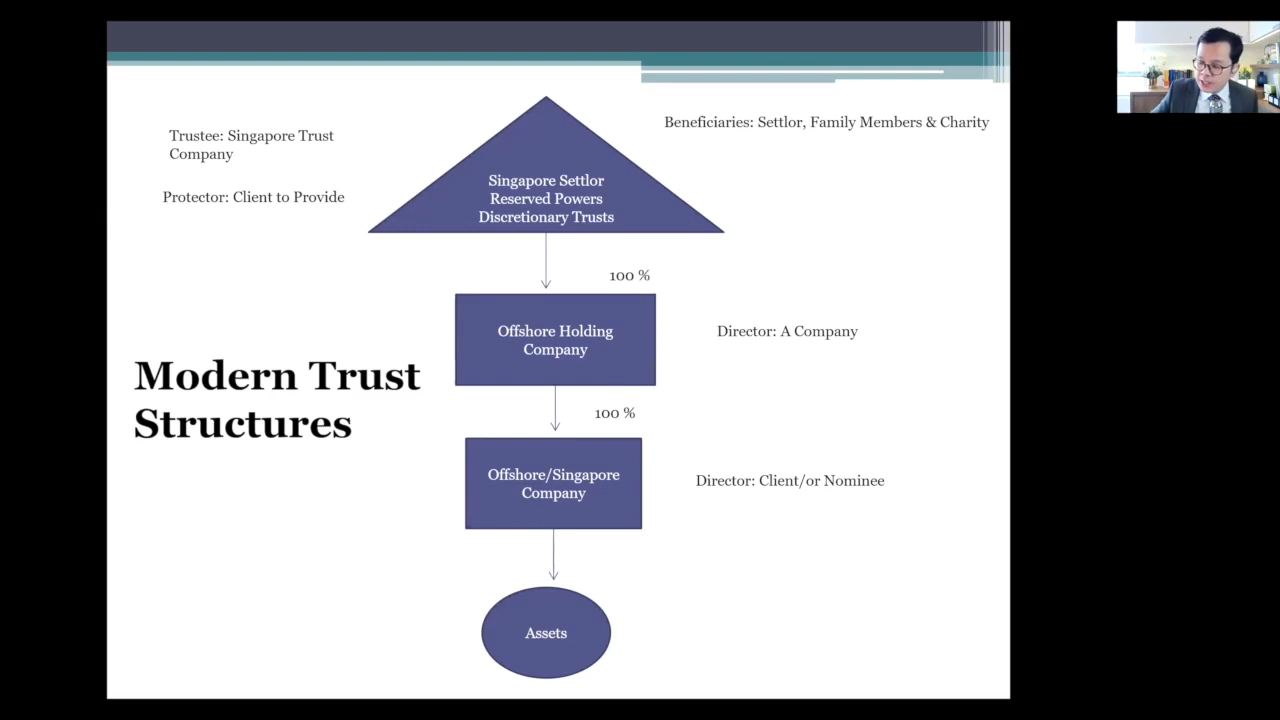 Trustee: Singapore Trust
Company
Protector: Client to Provide
Beneficiaries: Settlor, Family Members & Charity
Singapore Settlor
Reserved Powers
Discretionary Trusts
100 %
Offshore Holding
Company
Director: A Company
Modern Trust
Structures
100 %
Offshore/Singapore
Company
Director: Client/or Nominee
Assets